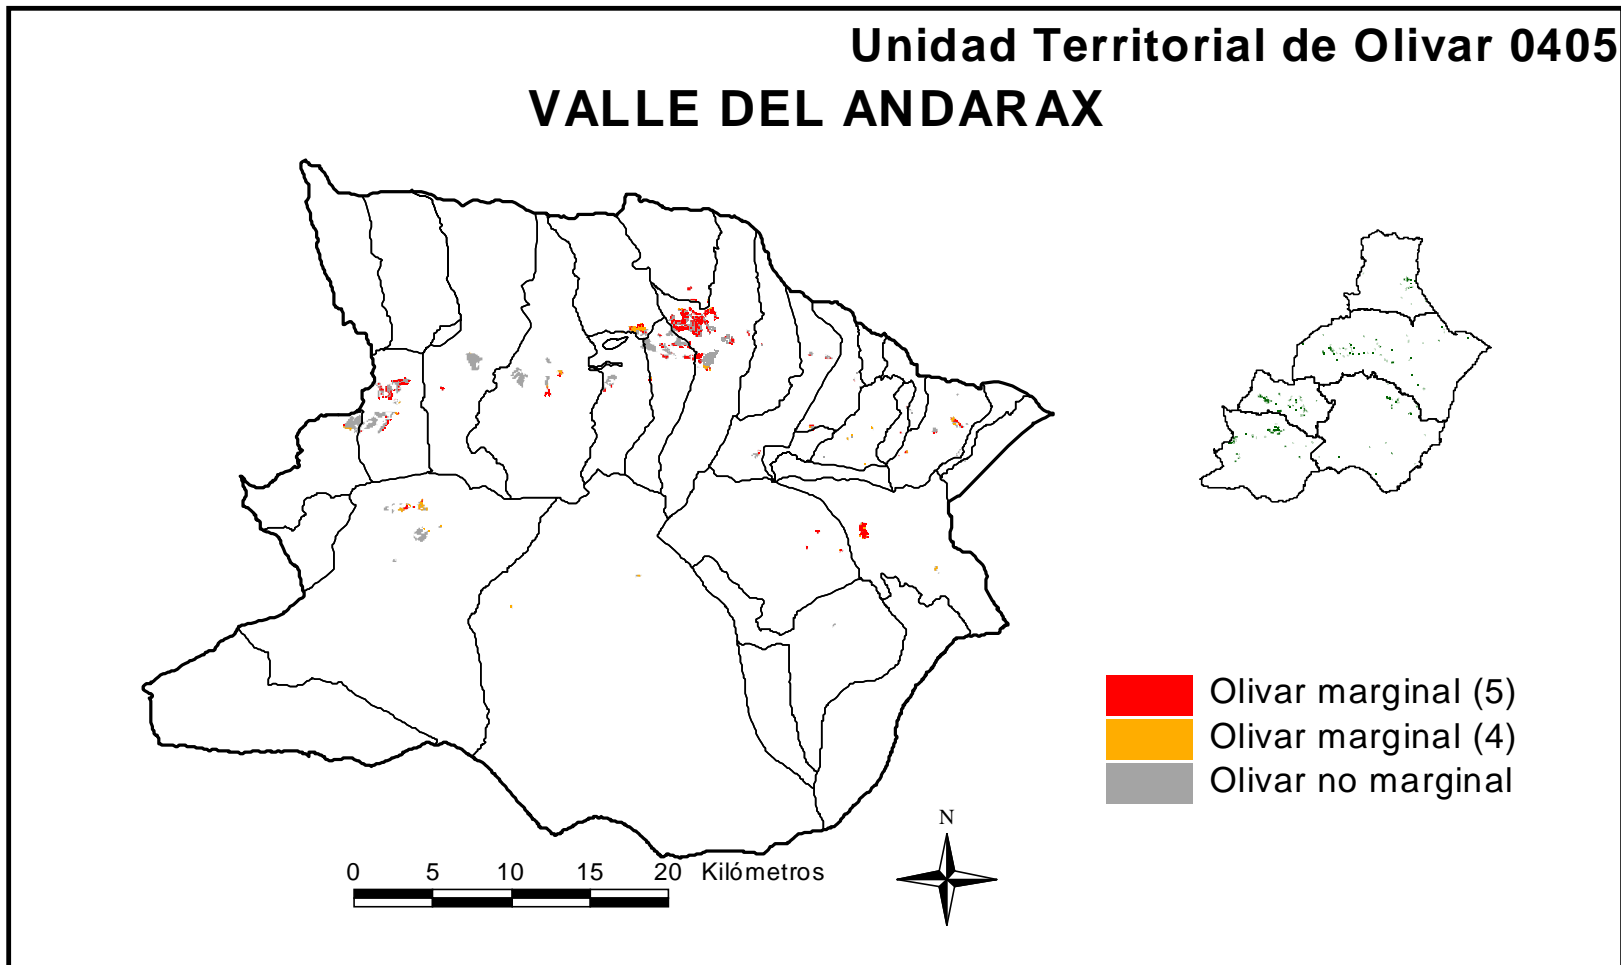 Unidad Territorial de Olivar 0405
VALLE DEL ANDARAX
Olivar marginal (5)
Olivar marginal (4)
Olivar no marginal
N
0 5 10 15 20 Kilómetros